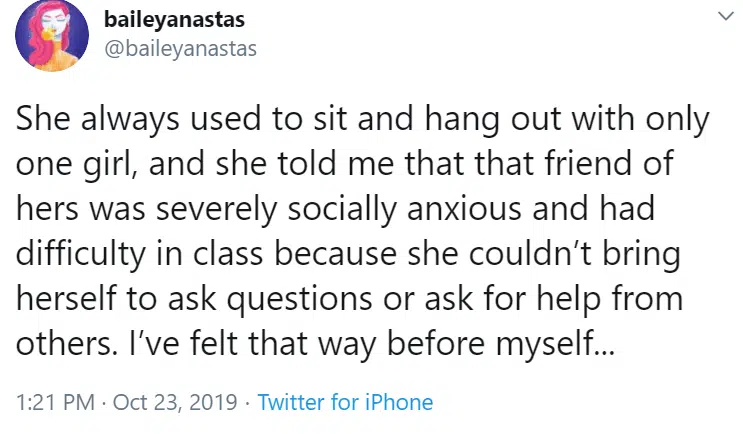 baileyanastas
@baileyanastas
She always used to sit and hang out with only
one girl, and she told me that that friend of
hers was severely socially anxious and had
difficulty in class because she couldn’t bring
herself to ask questions or ask for help from
others. I’ve felt that way before myself...
1:21 PM · Oct 23, 2019 · Twitter for iPhone